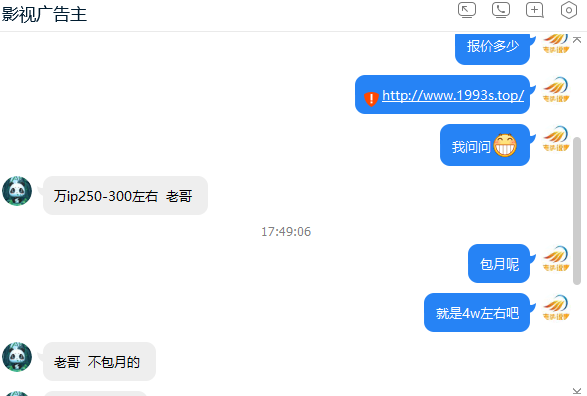 影视广告主
报价多少
http://www.1993s.top/
我问问
万ip250-300左右 老哥
17:49:06
包月呢
就是4w左右吧
老哥 不包月的